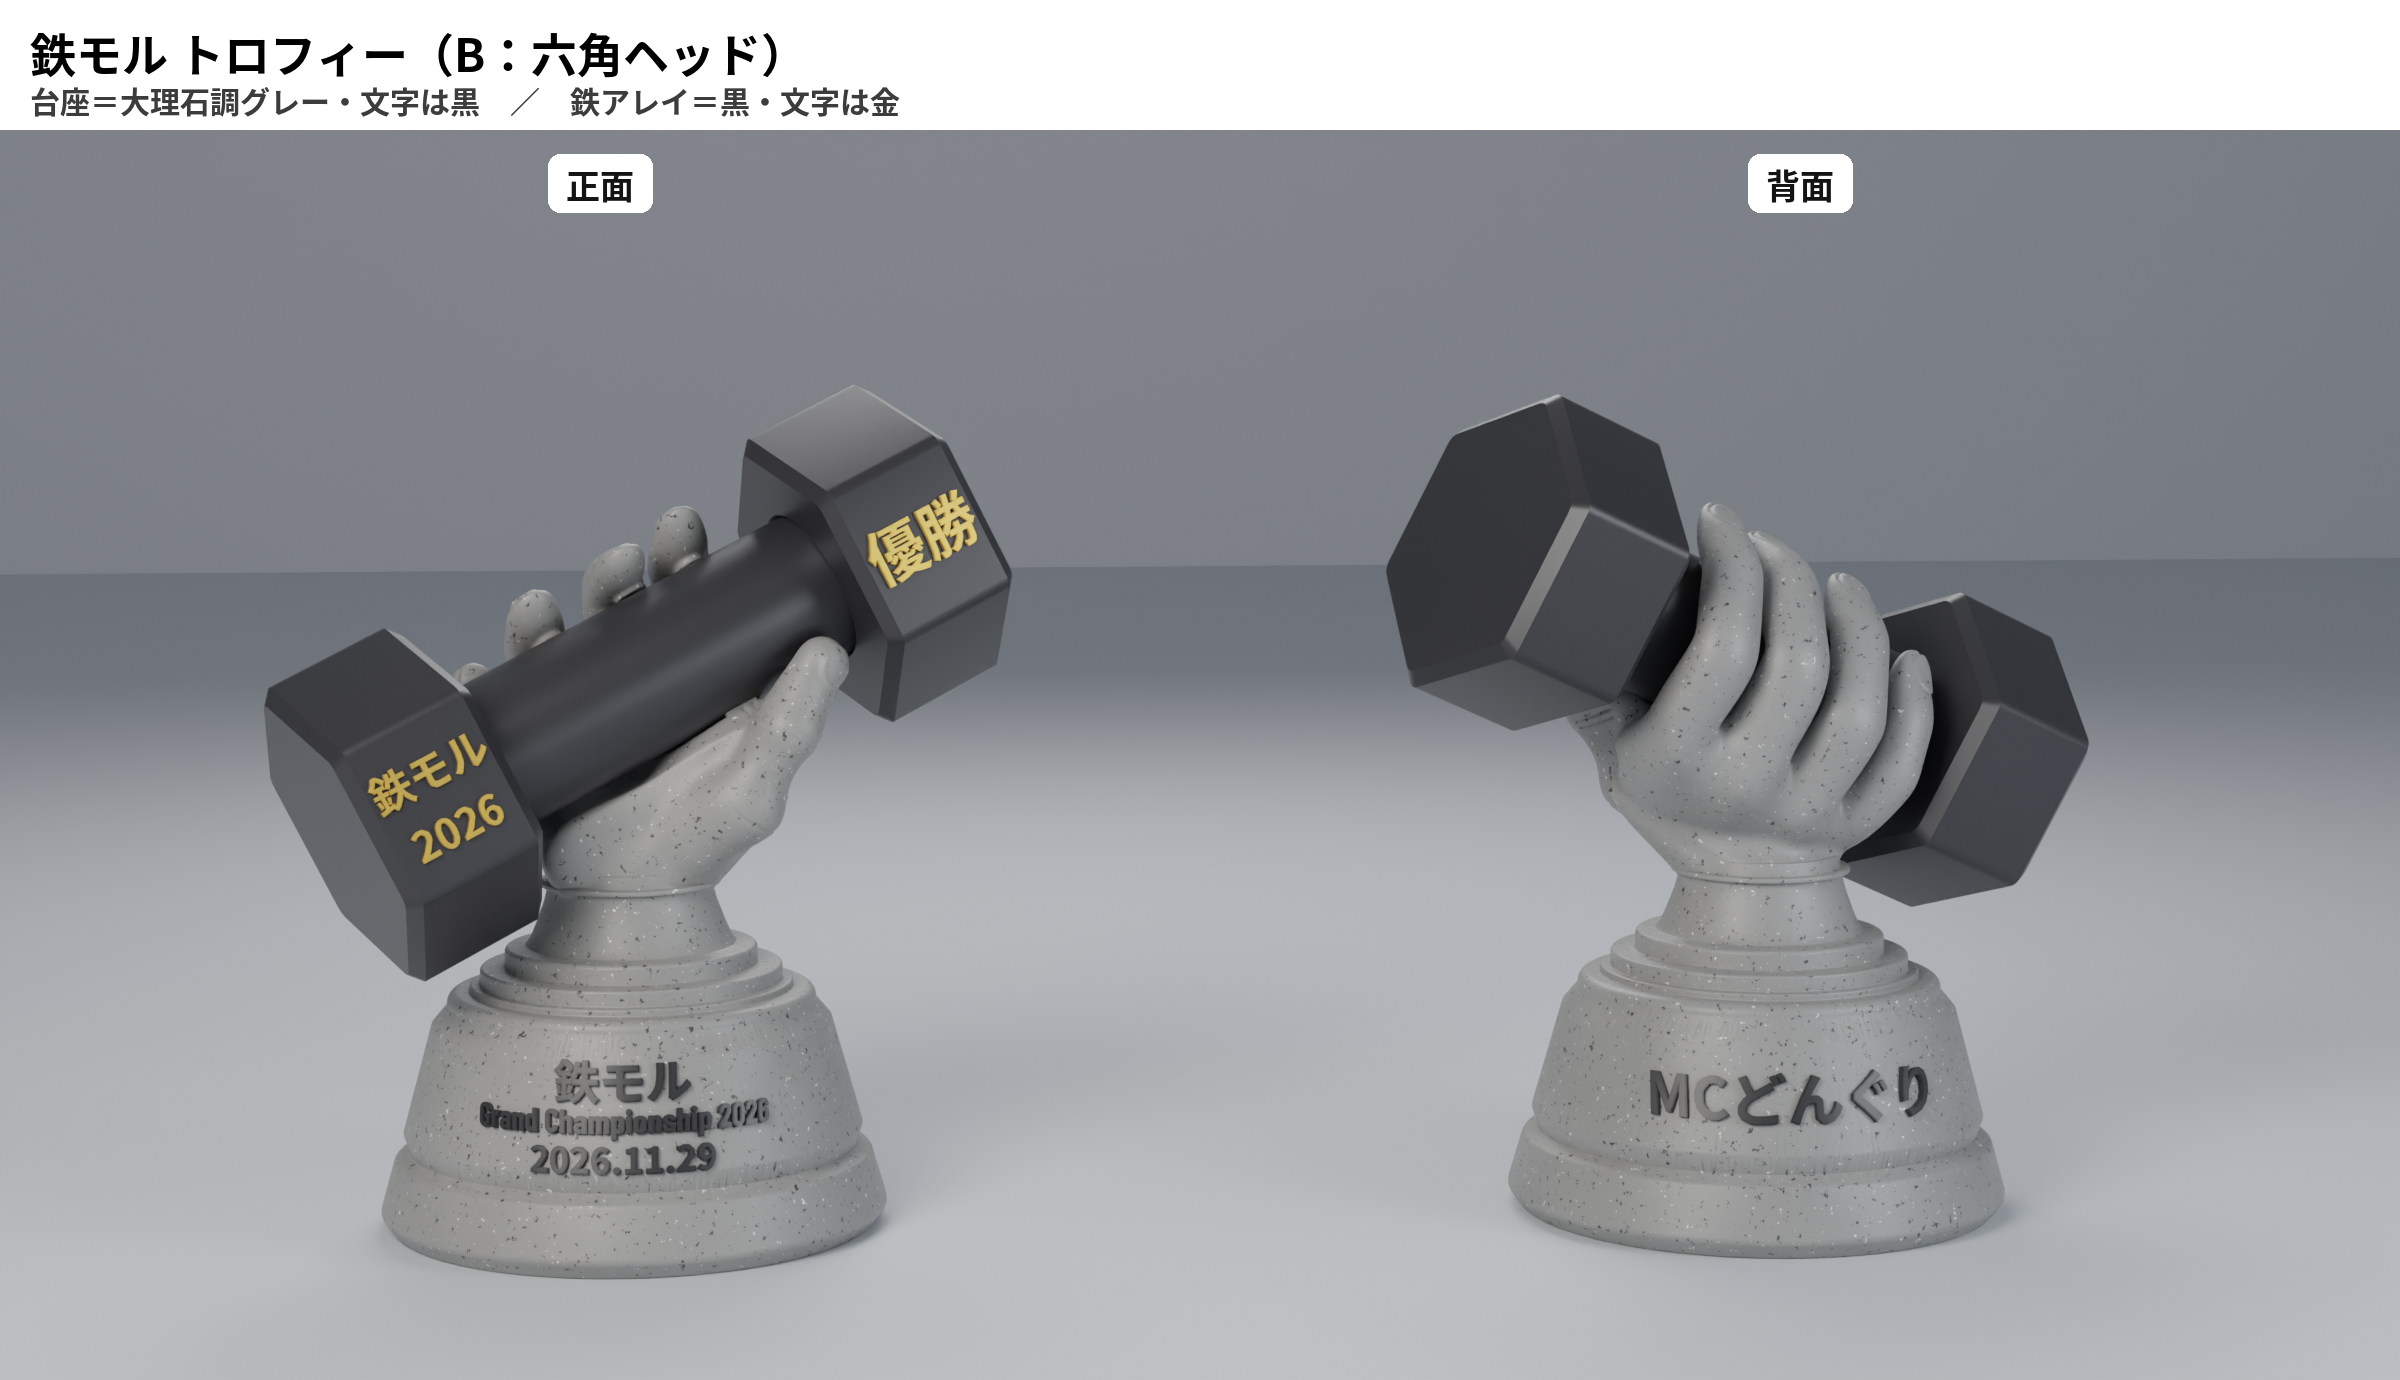 鉄モル トロフィー（B：六角ヘッド）
台座＝大理石調グレー・文字は黒　／　鉄アレイ＝黒・文字は金
正面
優勝
鉄モル
2026
鉄モル
Grand Championship 2026
2026.11.29
背面
MCどんぐり